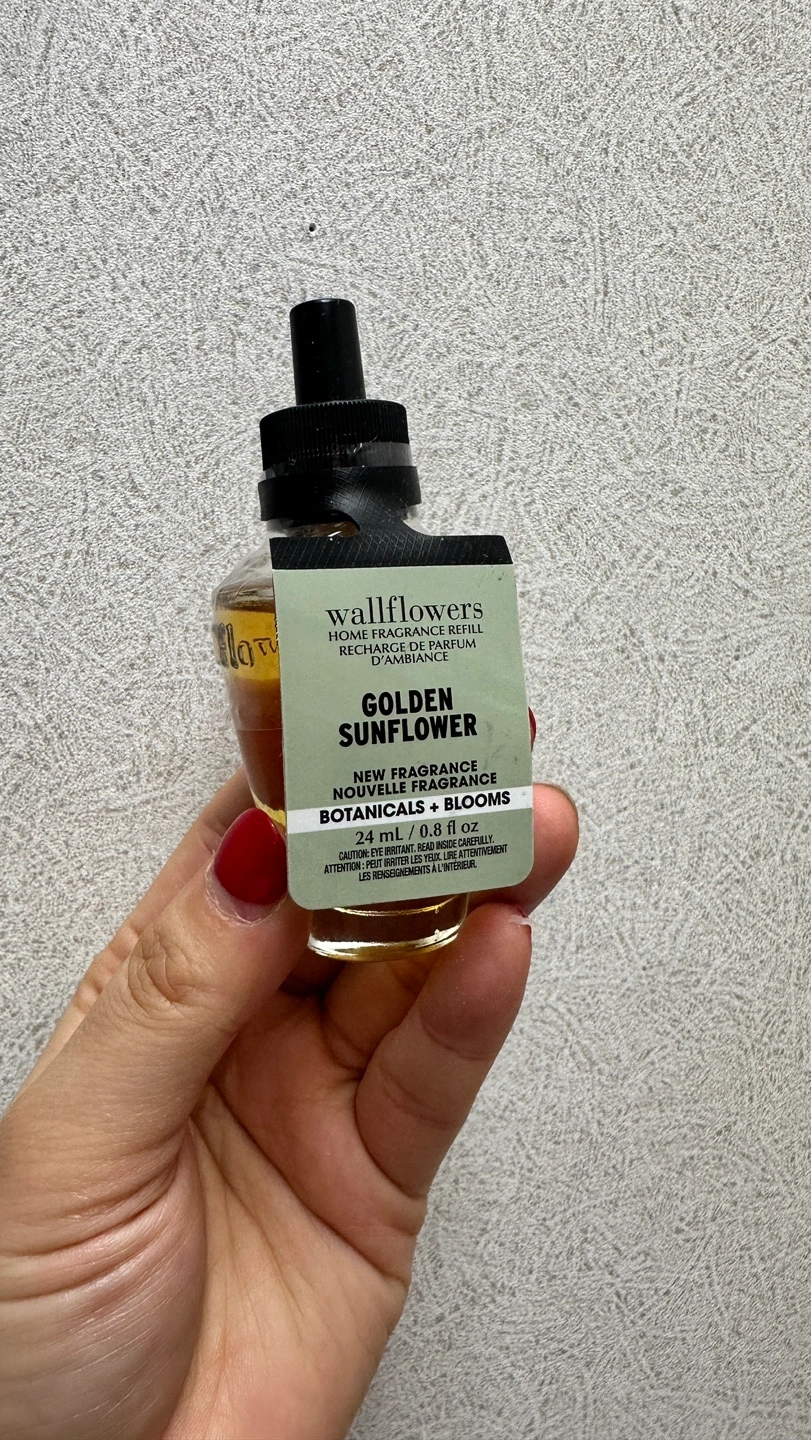 wallflowers
HOME FRAGRANCE REFILL
RECHARGE DE PARFUM
D'AMBIANCE
GOLDEN
SUNFLOWER
NEW FRAGRANCE
NOUVELLE FRAGRANCE
BOTANICALS + BLOOMS
24 mL / 0.8 fl oz
CAUTION: EYE IRRITANT. READ INSIDE CAREFULLY.
ATTENTION : PEUT IRRITER LES YEUX. LIRE ATTENTIVEMENT
LES RENSEIGNEMENTS À L'INTÉRIEUR.